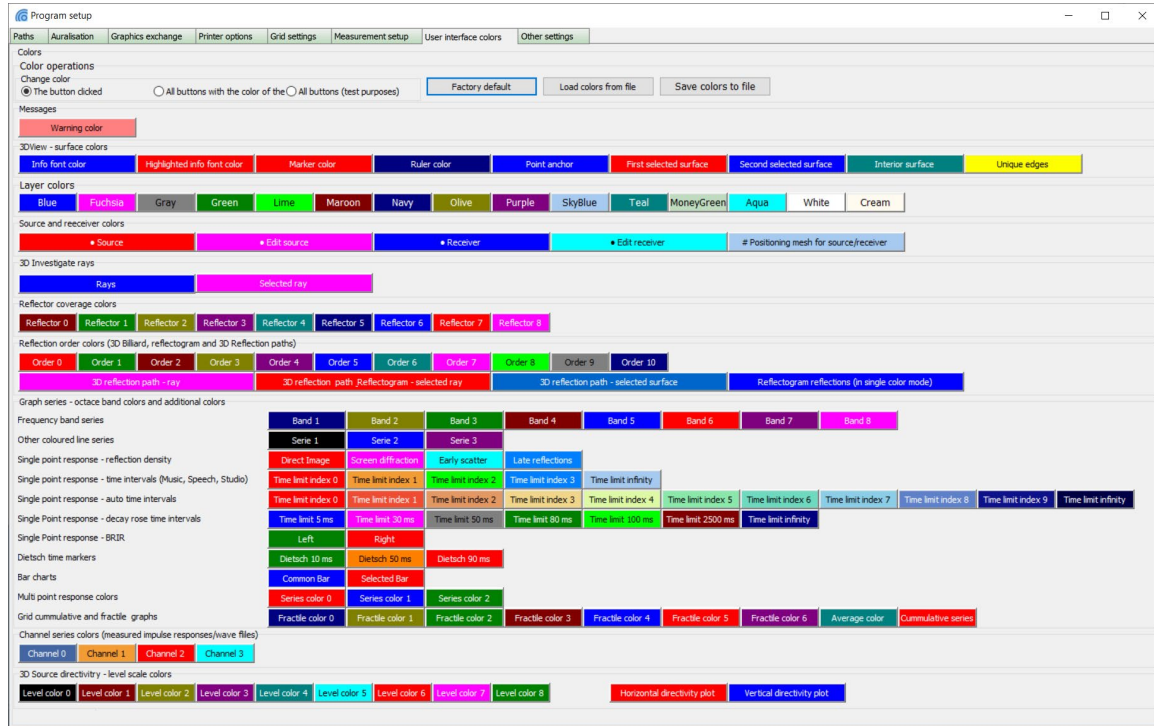 Program setup
Paths Auralisation Graphics exchange Printer options Grid settings Measurement setup User interface colors Other settings
Colors
Color operations
Change color
The button clicked All buttons with the color of the All buttons (test purposes) Factory default Load colors from file Save colors to file
Messages
Warning color
3DView - surface colors
Info font color Highlighted info font color Marker color Ruler color Point anchor First selected surface Second selected surface Interior surface Unique edges
Layer colors
Blue Fuchsia Gray Green Lime Maroon Navy Olive Purple SkyBlue Teal MoneyGreen Aqua White Cream
Source and reeceiver colors
• Source • Edit source • Receiver • Edit receiver # Positioning mesh for source/receiver
3D Investigate rays
Rays Selected ray
Reflector coverage colors
Reflector 0 Reflector 1 Reflector 2 Reflector 3 Reflector 4 Reflector 5 Reflector 6 Reflector 7 Reflector 8
Reflection order colors (3D Billiard, reflectogram and 3D Reflection paths)
Order 0 Order 1 Order 2 Order 3 Order 4 Order 5 Order 6 Order 7 Order 8 Order 9 Order 10
3D reflection path - ray 3D reflection path_Reflectogram - selected ray 3D reflection path - selected surface Reflectogram reflections (in single color mode)
Graph series - octace band colors and additional colors
Frequency band series Band 1 Band 2 Band 3 Band 4 Band 5 Band 6 Band 7 Band 8
Other coloured line series Serie 1 Serie 2 Serie 3
Single point response - reflection density Direct Image Screen diffraction Early scatter Late reflections
Single point response - time intervals (Music, Speech, Studio) Time limit index 0 Time limit index 1 Time limit index 2 Time limit index 3 Time limit infinity
Single point response - auto time intervals Time limit index 0 Time limit index 1 Time limit index 2 Time limit index 3 Time limit index 4 Time limit index 5 Time limit index 6 Time limit index 7 Time limit index 8 Time limit index 9 Time limit infinity
Single Point response - decay rose time intervals Time limit 5 ms Time limit 30 ms Time limit 50 ms Time limit 80 ms Time limit 100 ms Time limit 2500 ms Time limit infinity
Single Point response - BRIR Left Right
Dietsch time markers Dietsch 10 ms Dietsch 50 ms Dietsch 90 ms
Bar charts Common Bar Selected Bar
Multi point response colors Series color 0 Series color 1 Series color 2
Grid cummulative and fractile graphs Fractile color 0 Fractile color 1 Fractile color 2 Fractile color 3 Fractile color 4 Fractile color 5 Fractile color 6 Average color Cummulative series
Channel series colors (measured impulse responses/wave files)
Channel 0 Channel 1 Channel 2 Channel 3
3D Source directivitry - level scale colors
Level color 0 Level color 1 Level color 2 Level color 3 Level color 4 Level color 5 Level color 6 Level color 7 Level color 8 Horizontal directivity plot Vertical directivity plot